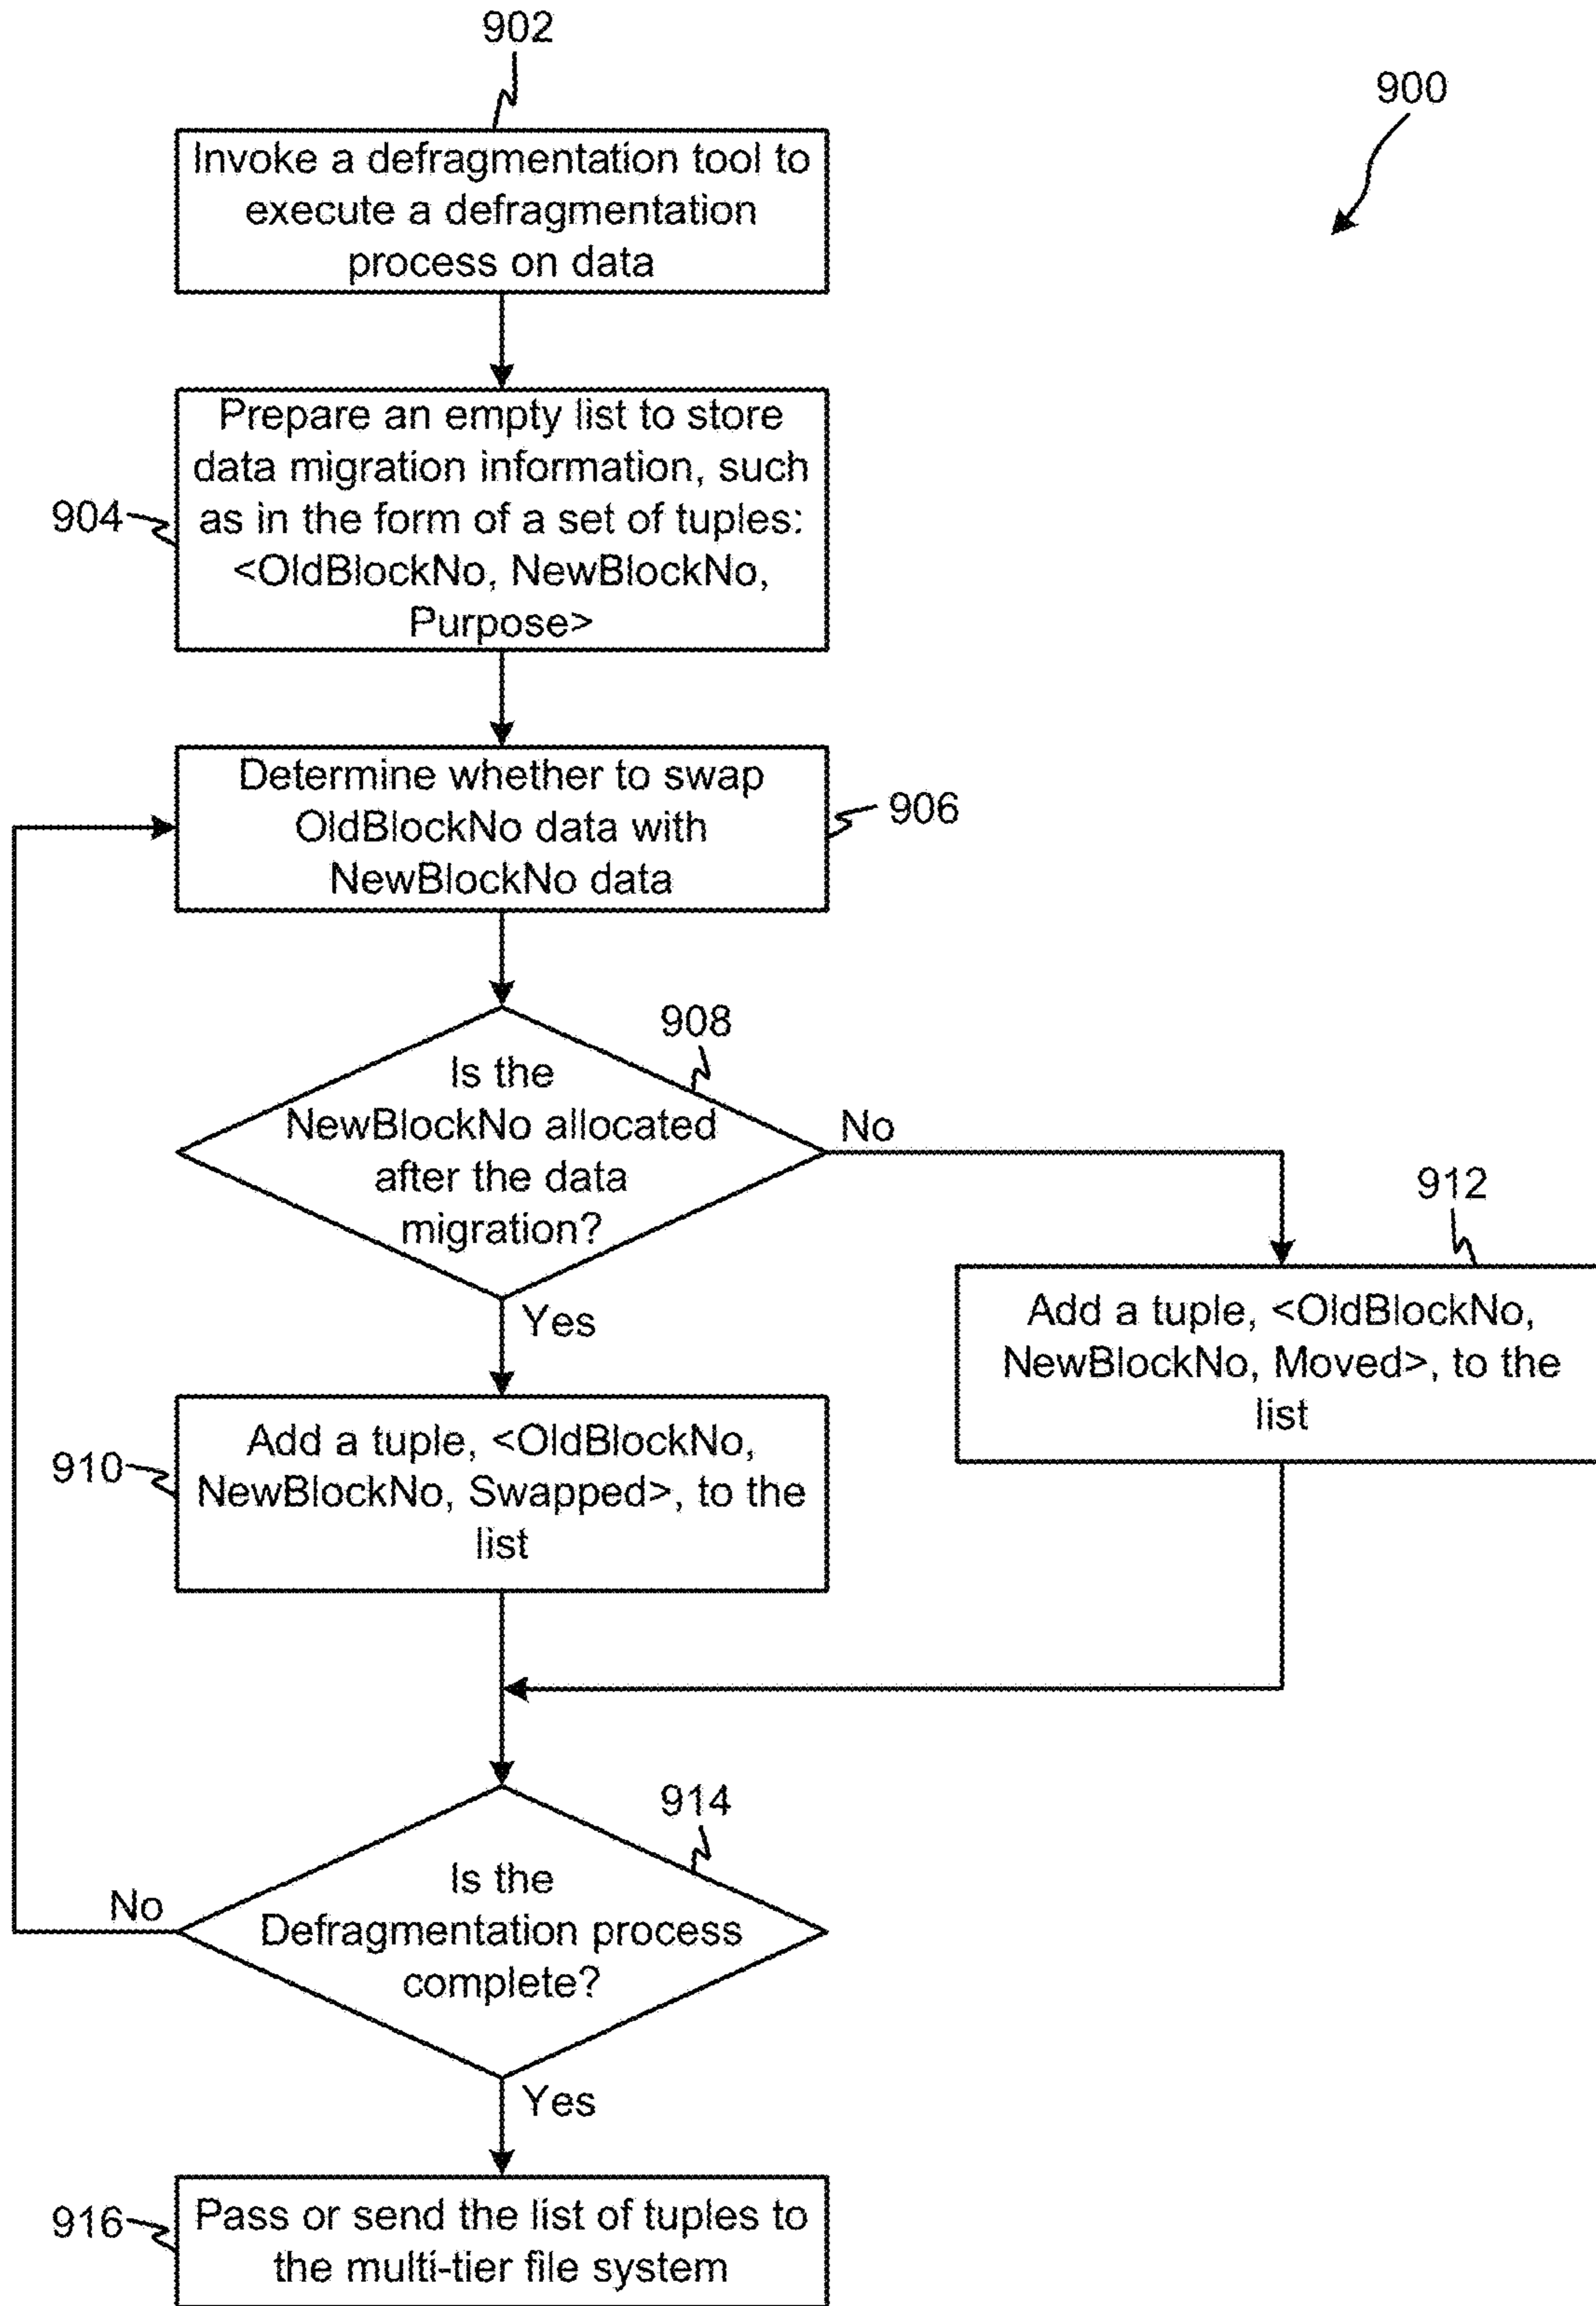 902
900
Invoke a defragmentation tool to
execute a defragmentation
process on data
Prepare an empty list to store
data migration information, such
as in the form of a set of tuples:
<OldBlockNo, NewBlockNo,
Purpose>
904
Determine whether to swap
OldBlockNo data with
NewBlockNo data
906
908
Is the
NewBlockNo allocated
after the data
migration?
No
Yes
912
Add a tuple, <OldBlockNo,
NewBlockNo, Moved>, to the
list
910
Add a tuple, <OldBlockNo,
NewBlockNo, Swapped>, to the
list
914
Is the
Defragmentation process
complete?
No
Yes
916
Pass or send the list of tuples to
the multi-tier file system